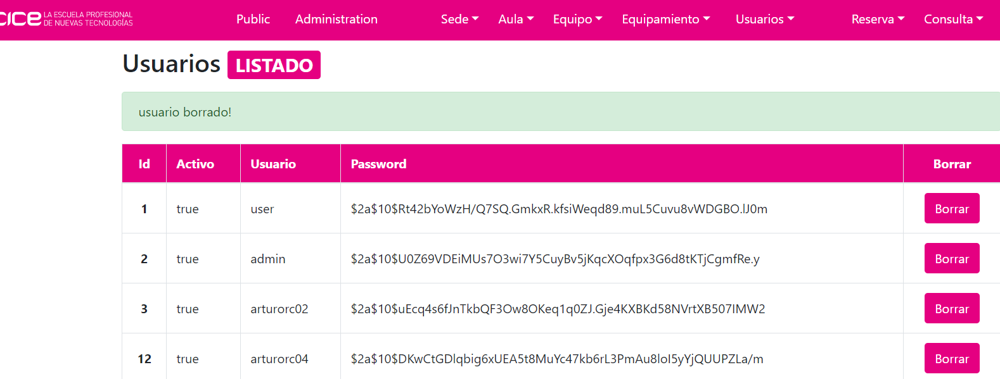 cice LA ESCUELA PROFESIONAL
DE NUEVAS TECNOLOGÍAS
Public Administration Sede Aula Equipo Equipamiento Usuarios Reserva Consulta
Usuarios LISTADO
usuario borrado!
Id Activo Usuario Password Borrar
1 true user $2a$10$Rt42bYoWzH/Q7SQ.GmkxR.kfsiWeqd89.muL5Cuvu8vWDGBO.lJ0m Borrar
2 true admin $2a$10$U0Z69VDEiMUs7O3wi7Y5CuyBv5jKqcXOqfpx3G6d8tKTjCgmfRe.y Borrar
3 true arturorc02 $2a$10$uEcq4s6fJnTkbQF3Ow8OKeq1q0ZJ.Gje4KXBKd58NVrtXB507IMW2 Borrar
12 true arturorc04 $2a$10$DKwCtGDlqbig6xUEA5t8MuYc47kb6rL3PmAu8loI5yYjQUUPZLa/m Borrar